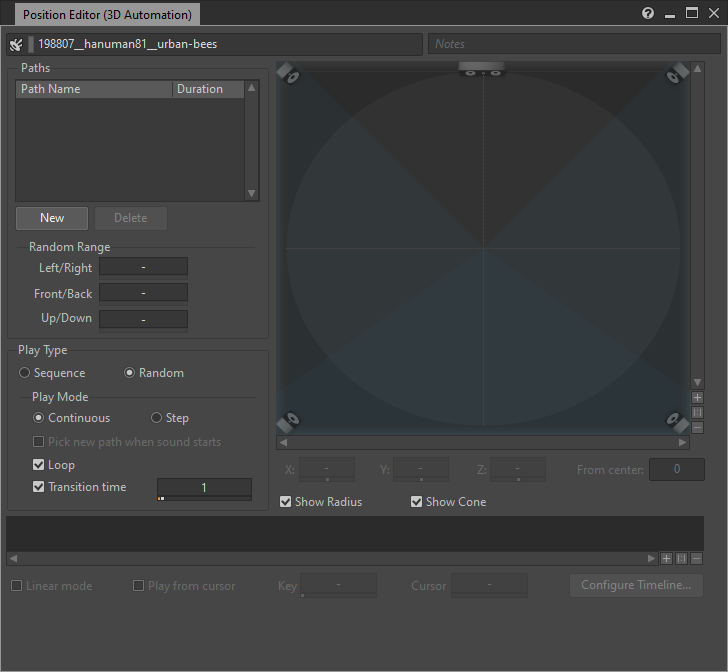 Position Editor (3D Automation)
198807__hanuman81__urban-bees
Notes
Paths
Path Name Duration
New Delete
Random Range
Left/Right -
Front/Back -
Up/Down -
Play Type
Sequence Random
Play Mode
Continuous Step
Pick new path when sound starts
Loop
Transition time 1
X: - Y: - Z: - From center: 0
Show Radius Show Cone
Linear mode Play from cursor Key - Cursor - Configure Timeline...